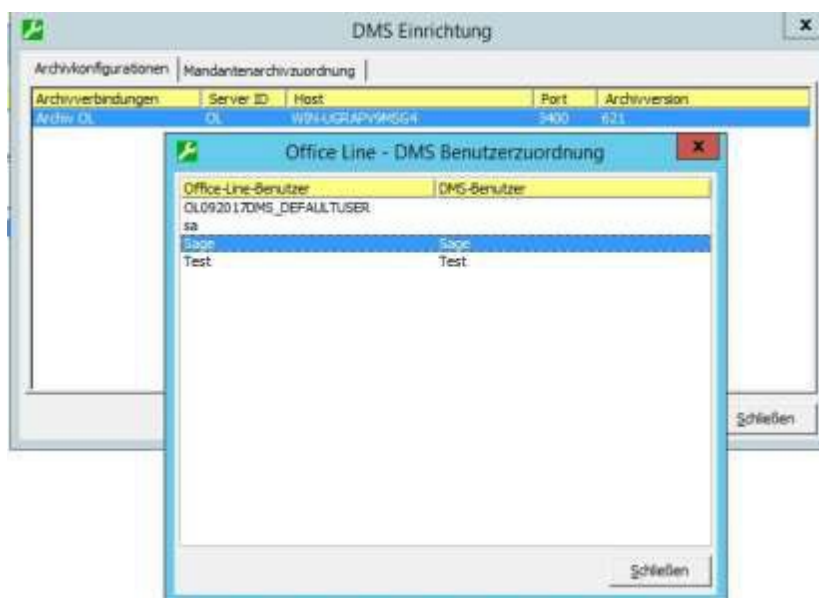 DMS Einrichtung
Archivkonfigurationen Mandantenarchivzuordnung
Archivverbindungen Server ID Host Port Archivversion
Archiv OL OL 3400 621
Office Line - DMS Benutzerzuordnung
Office-Line-Benutzer DMS-Benutzer
OL092017DMS_DEFAULTUSER
sa
Sage Sage
Test Test
Schließen
Schließen